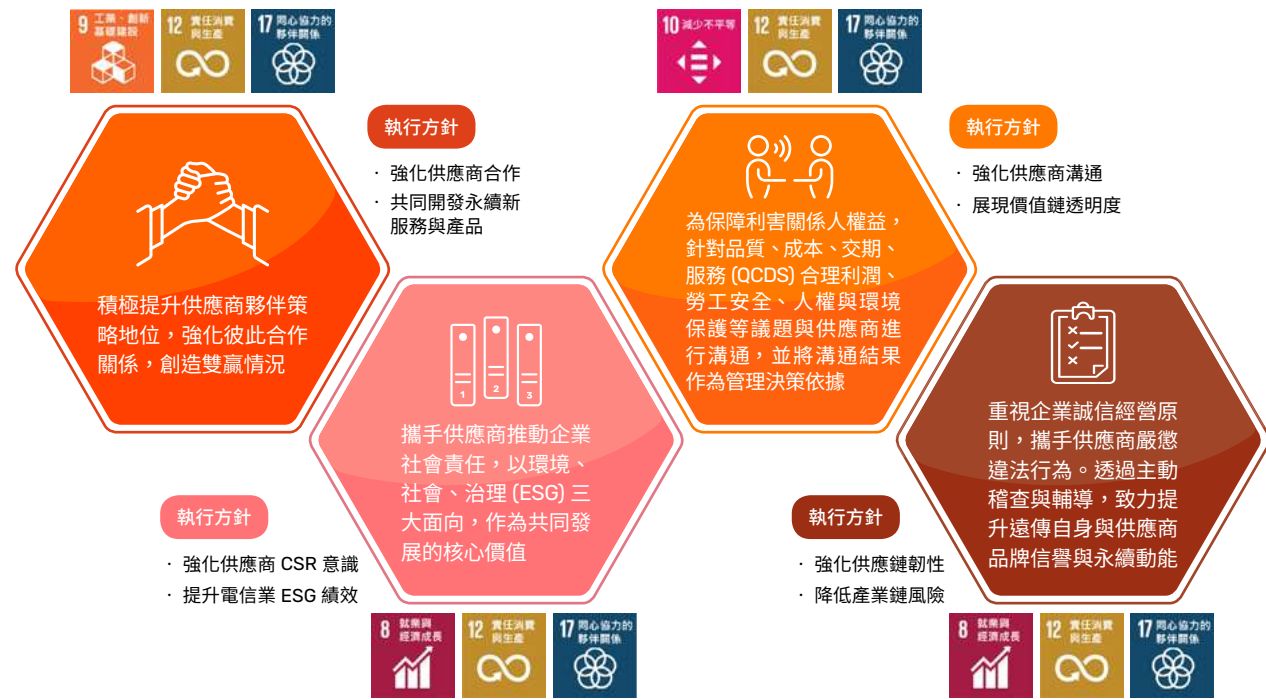 9 工業、創新
基礎建設
12 責任消費
與生產
17 同心協力的
夥伴關係
積極提升供應商夥伴策
略地位，強化彼此合作
關係，創造雙贏情況
執行方針
· 強化供應商合作
· 共同開發永續新
服務與產品
1 2 3
攜手供應商推動企業
社會責任，以環境、
社會、治理 (ESG) 三
大面向，作為共同發
展的核心價值
執行方針
· 強化供應商 CSR 意識
· 提升電信業 ESG 績效
8 就業與
經濟成長
12 責任消費
與生產
17 同心協力的
夥伴關係
10 減少不平等
12 責任消費
與生產
17 同心協力的
夥伴關係
為保障利害關係人權益，
針對品質、成本、交期、
服務 (QCDS) 合理利潤、
勞工安全、人權與環境
保護等議題與供應商進
行溝通，並將溝通結果
作為管理決策依據
執行方針
· 強化供應商溝通
· 展現價值鏈透明度
重視企業誠信經營原
則，攜手供應商嚴懲
違法行為。透過主動
稽查與輔導，致力提
升遠傳自身與供應商
品牌信譽與永續動能
執行方針
· 強化供應鏈韌性
· 降低產業鏈風險
8 就業與
經濟成長
12 責任消費
與生產
17 同心協力的
夥伴關係